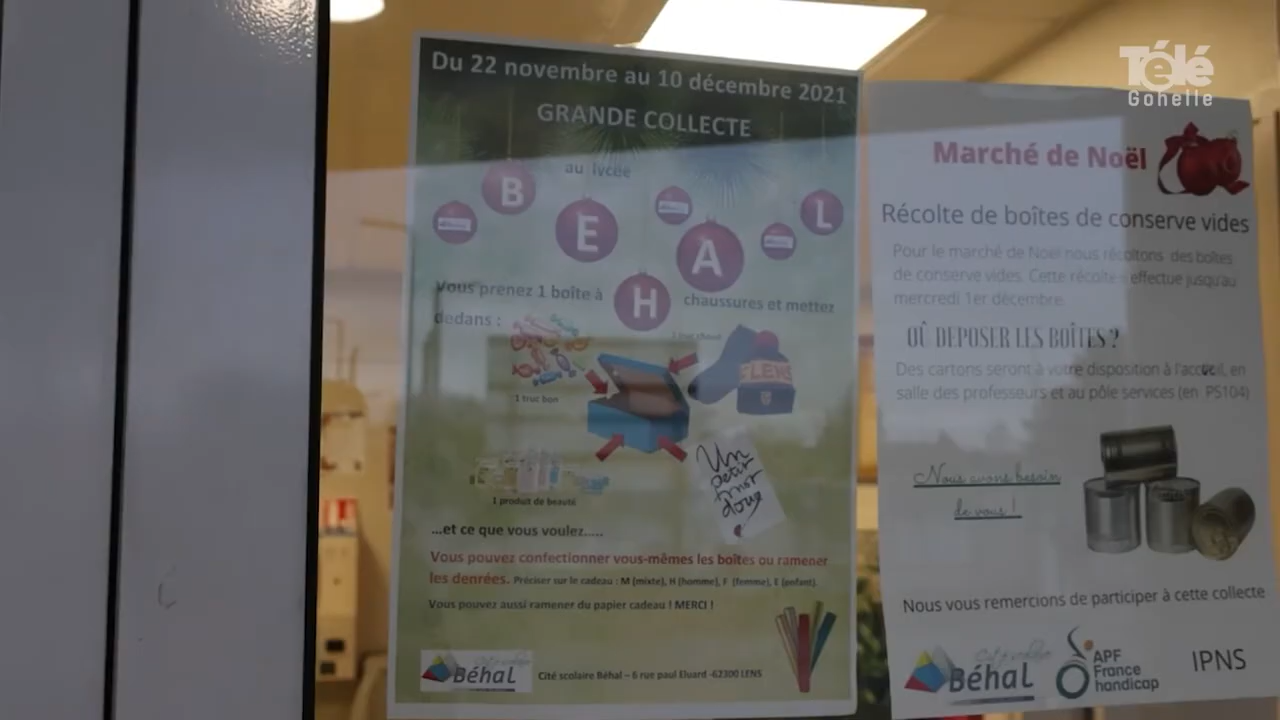 Télé
Gohelle
Du 22 novembre au 10 décembre 2021
GRANDE COLLECTE
au lycée
B E H A L
Vous prenez 1 boîte à chaussures et mettez
dedans :
1 truc chaud
LENS
1 truc bon
Un
petit
mot
doux
1 produit de beauté
...et ce que vous voulez.....
Vous pouvez confectionner vous-mêmes les boîtes ou ramener
les denrées. Préciser sur le cadeau : M (mixte), H (homme), F (femme), E (enfant).
Vous pouvez aussi ramener du papier cadeau ! MERCI !
Béhal
Cité scolaire Béhal – 6 rue paul Eluard -62300 LENS
Marché de Noël
Récolte de boîtes de conserve vides
Pour le marché de Noël nous récoltons des boîtes
de conserve vides. Cette récolte s effectue jusqu'au
mercredi 1er décembre.
OÙ DEPOSER LES BOÎTES ?
Des cartons seront à votre disposition à l'accueil, en
salle des professeurs et au pôle services (en PS104)
Nous avons besoin
de vous !
Nous vous remercions de participer à cette collecte
Béhal
APF
France
handicap
IPNS